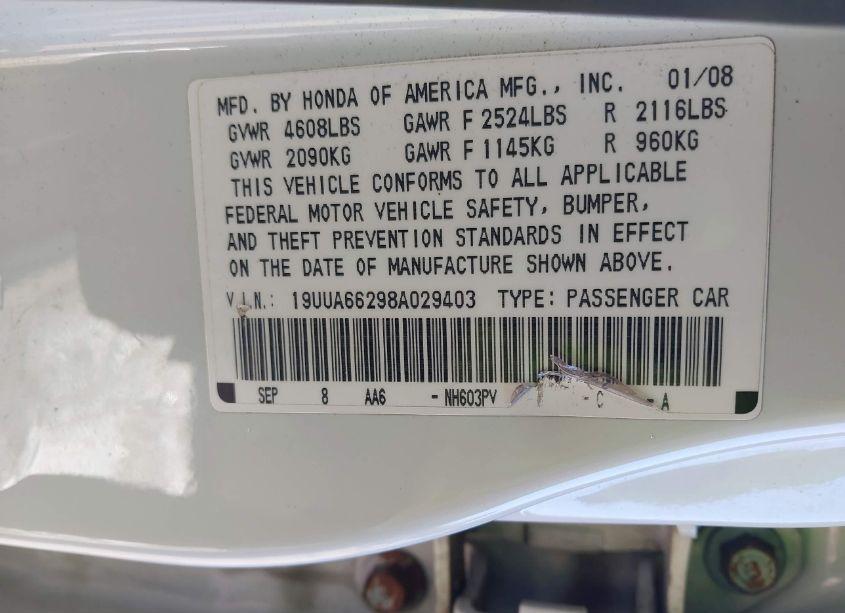 MFD. BY HONDA OF AMERICA MFG., INC. 01/08
GVWR 4608LBS GAWR F 2524LBS R 2116LBS
GVWR 2090KG GAWR F 1145KG R 960KG
THIS VEHICLE CONFORMS TO ALL APPLICABLE
FEDERAL MOTOR VEHICLE SAFETY, BUMPER,
AND THEFT PREVENTION STANDARDS IN EFFECT
ON THE DATE OF MANUFACTURE SHOWN ABOVE.
V.I.N.: 19UUA66298A029403 TYPE: PASSENGER CAR
SEP 8 AA6 - NH603PV - C - A